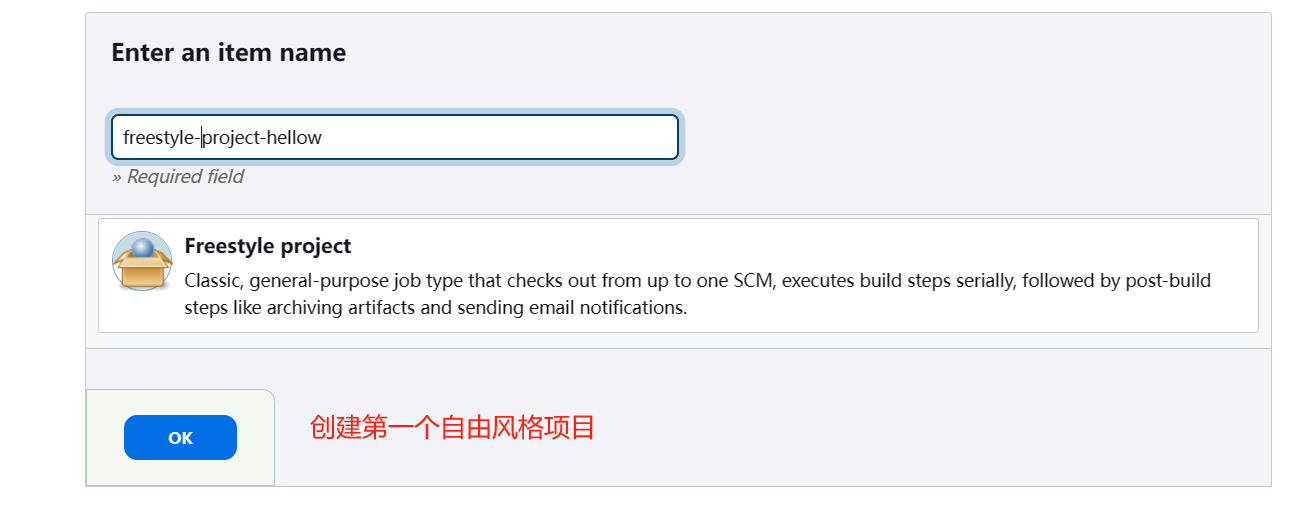 Enter an item name
freestyle-project-hellow
» Required field
Freestyle project
Classic, general-purpose job type that checks out from up to one SCM, executes build steps serially, followed by post-build
steps like archiving artifacts and sending email notifications.
OK
创建第一个自由风格项目